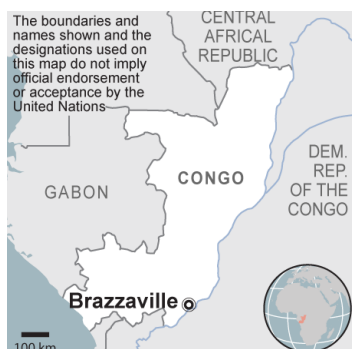 The boundaries and
names shown and the
designations used on
this map do not imply
official endorsement
or acceptance by the
United Nations
CENTRAL
AFRICAL
REPUBLIC
GABON
CONGO
DEM.
REP.
OF THE
CONGO
Brazzaville
100 km